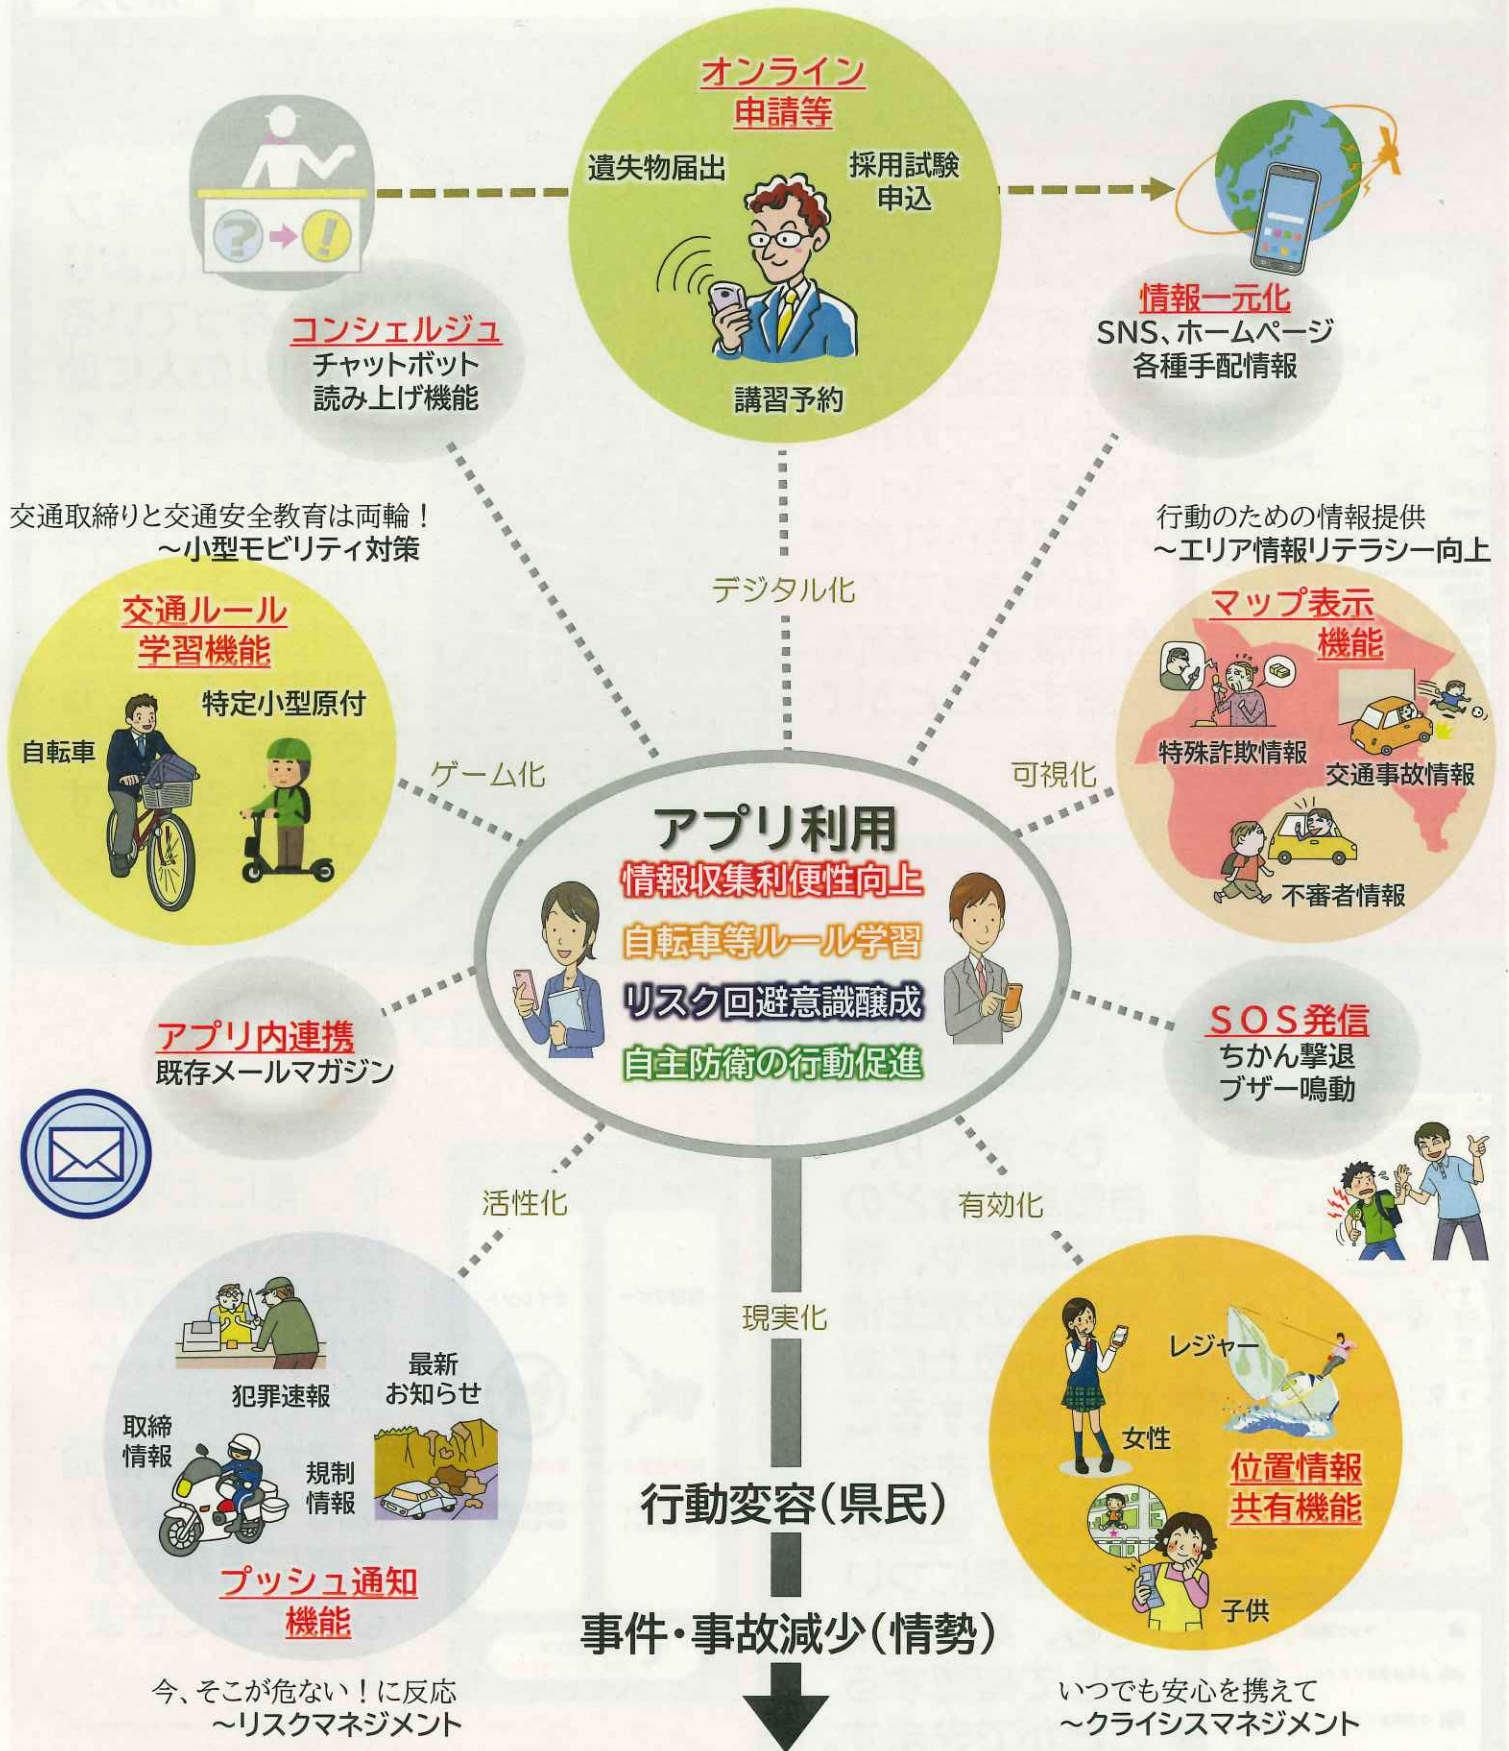 オンライン
申請等
遺失物届出
採用試験
申込
講習予約
コンシェルジュ
チャットボット
読み上げ機能
情報一元化
SNS、ホームページ
各種手配情報
交通取締りと交通安全教育は両輪！
～小型モビリティ対策
行動のための情報提供
～エリア情報リテラシー向上
デジタル化
交通ルール
学習機能
特定小型原付
自転車
マップ表示
機能
特殊詐欺情報
交通事故情報
不審者情報
ゲーム化
可視化
アプリ利用
情報収集利便性向上
自転車等ルール学習
リスク回避意識醸成
自主防衛の行動促進
アプリ内連携
既存メールマガジン
ＳＯＳ発信
ちかん撃退
ブザー鳴動
活性化
有効化
現実化
犯罪速報
最新
お知らせ
取締
情報
規制
情報
プッシュ通知
機能
レジャー
女性
位置情報
共有機能
子供
行動変容(県民)
事件・事故減少(情勢)
今、そこが危ない！に反応
～リスクマネジメント
いつでも安心を携えて
～クライシスマネジメント